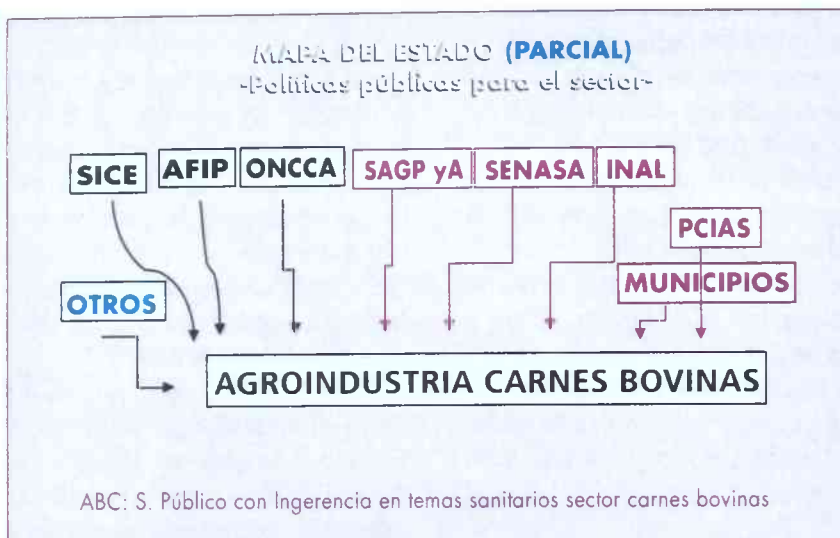 MAPA DEL ESTADO (PARCIAL)
-Políticas públicas para el sector-
SICE AFIP ONCCA SAGP yA SENASA INAL
PCIAS
MUNICIPIOS
OTROS
AGROINDUSTRIA CARNES BOVINAS
ABC: S. Público con Ingerencia en temas sanitarios sector carnes bovinas